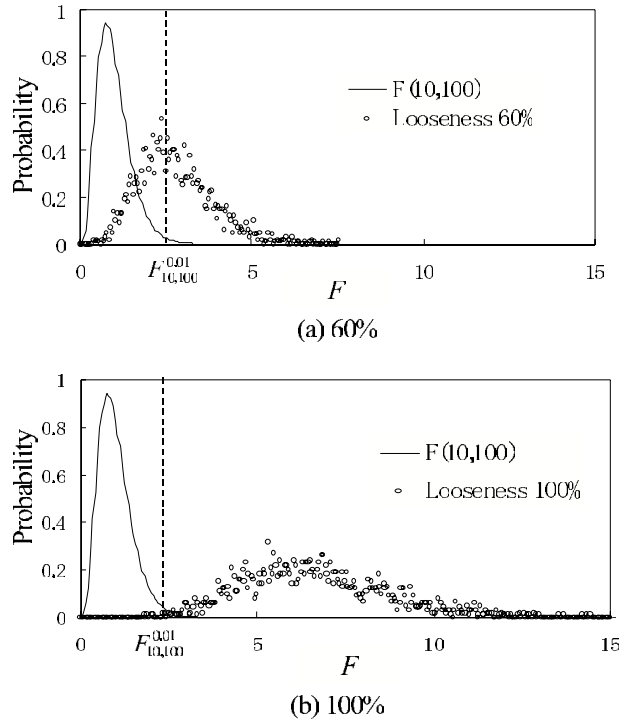 1
0.8
0.6
0.4
0.2
0
Probability
F(10,100)
Looseness 60%
0
5
10
15
F 0.01 10,100
F
(a) 60%
1
0.8
0.6
0.4
0.2
0
Probability
F(10,100)
Looseness 100%
0
5
10
15
F 0.01 10,100
F
(b) 100%